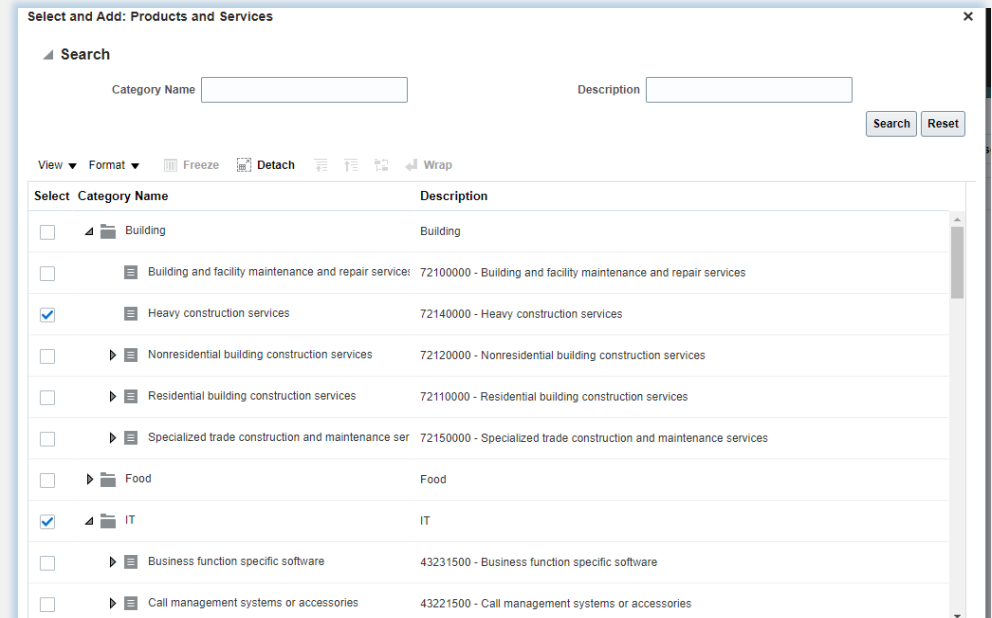 Select and Add: Products and Services
Search
Category Name Description
Search Reset
View Format Freeze Detach Wrap
Select Category Name Description
Building Building
Building and facility maintenance and repair services 72100000 - Building and facility maintenance and repair services
Heavy construction services 72140000 - Heavy construction services
Nonresidential building construction services 72120000 - Nonresidential building construction services
Residential building construction services 72110000 - Residential building construction services
Specialized trade construction and maintenance ser 72150000 - Specialized trade construction and maintenance services
Food Food
IT IT
Business function specific software 43231500 - Business function specific software
Call management systems or accessories 43221500 - Call management systems or accessories